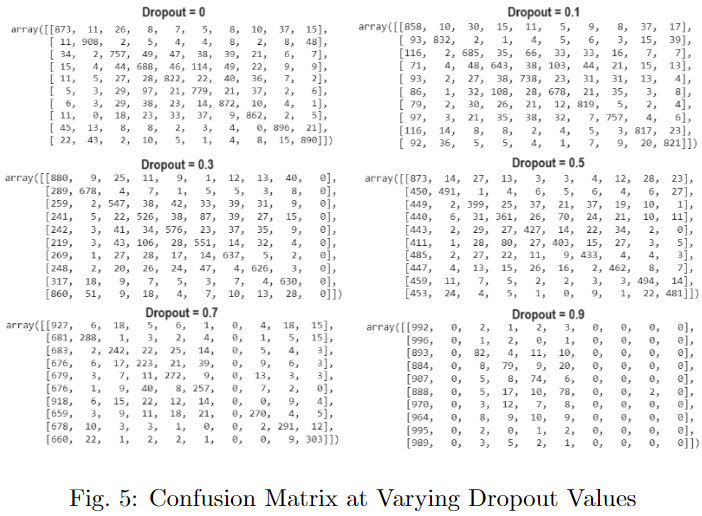 Dropout = 0
array([[873, 11, 26, 8, 7, 5, 8, 10, 37, 15],
[ 11, 908, 2, 5, 4, 4, 8, 2, 8, 48],
[ 34, 2, 757, 49, 47, 38, 39, 21, 6, 7],
[ 15, 4, 44, 688, 46, 114, 49, 22, 9, 9],
[ 11, 5, 27, 28, 822, 22, 40, 36, 7, 2],
[ 5, 3, 29, 97, 21, 779, 21, 37, 2, 6],
[ 6, 3, 29, 38, 23, 14, 872, 10, 4, 1],
[ 11, 0, 18, 23, 33, 37, 9, 862, 2, 5],
[ 45, 13, 8, 8, 2, 3, 4, 0, 896, 21],
[ 22, 43, 2, 10, 5, 1, 4, 8, 15, 890]])
Dropout = 0.1
array([[858, 10, 30, 15, 11, 5, 9, 8, 37, 17],
[ 93, 832, 2, 1, 4, 5, 6, 3, 15, 39],
[116, 2, 685, 35, 66, 33, 33, 16, 7, 7],
[ 71, 4, 48, 643, 38, 103, 44, 21, 15, 13],
[ 93, 2, 27, 38, 738, 23, 31, 31, 13, 4],
[ 86, 1, 32, 108, 28, 678, 21, 35, 3, 8],
[ 79, 2, 30, 26, 21, 12, 819, 5, 2, 4],
[ 97, 3, 21, 35, 38, 32, 7, 757, 4, 6],
[116, 14, 8, 8, 2, 4, 5, 3, 817, 23],
[ 92, 36, 5, 5, 4, 1, 7, 9, 20, 821]])
Dropout = 0.3
array([[880, 9, 25, 11, 9, 1, 12, 13, 40, 0],
[289, 678, 4, 7, 1, 5, 5, 3, 8, 0],
[259, 2, 547, 38, 42, 33, 39, 31, 9, 0],
[241, 5, 22, 526, 38, 87, 39, 27, 15, 0],
[242, 3, 41, 34, 576, 23, 37, 35, 9, 0],
[219, 3, 43, 106, 28, 551, 14, 32, 4, 0],
[269, 1, 27, 28, 17, 14, 637, 5, 2, 0],
[248, 2, 20, 26, 24, 47, 4, 626, 3, 0],
[317, 18, 9, 7, 5, 3, 7, 4, 630, 0],
[860, 51, 9, 18, 4, 7, 10, 13, 28, 0]])
Dropout = 0.5
array([[873, 14, 27, 13, 3, 3, 4, 12, 28, 23],
[450, 491, 1, 4, 6, 5, 6, 4, 6, 27],
[449, 2, 399, 25, 37, 21, 37, 19, 10, 1],
[440, 6, 31, 361, 26, 70, 24, 21, 10, 11],
[443, 2, 29, 27, 427, 14, 22, 34, 2, 0],
[411, 1, 28, 80, 27, 403, 15, 27, 3, 5],
[485, 2, 27, 22, 11, 9, 433, 4, 4, 3],
[447, 4, 13, 15, 26, 16, 2, 462, 8, 7],
[459, 11, 7, 5, 2, 2, 3, 3, 494, 14],
[453, 24, 4, 5, 1, 0, 9, 1, 22, 481]])
Dropout = 0.7
array([[927, 6, 18, 5, 6, 1, 0, 4, 18, 15],
[681, 288, 1, 3, 2, 4, 0, 1, 5, 15],
[683, 2, 242, 22, 25, 14, 0, 5, 4, 3],
[676, 6, 17, 223, 21, 39, 0, 9, 6, 3],
[679, 3, 7, 11, 272, 9, 0, 13, 3, 3],
[676, 1, 9, 40, 8, 257, 0, 7, 2, 0],
[918, 6, 15, 22, 12, 14, 0, 0, 9, 4],
[659, 3, 9, 11, 18, 21, 0, 270, 4, 5],
[678, 10, 3, 3, 1, 0, 0, 2, 291, 12],
[660, 22, 1, 2, 2, 1, 0, 0, 9, 303]])
Dropout = 0.9
array([[992, 0, 2, 1, 2, 3, 0, 0, 0, 0],
[996, 0, 1, 2, 0, 1, 0, 0, 0, 0],
[893, 0, 82, 4, 11, 10, 0, 0, 0, 0],
[884, 0, 8, 79, 9, 20, 0, 0, 0, 0],
[907, 0, 5, 8, 74, 6, 0, 0, 0, 0],
[888, 0, 5, 17, 10, 78, 0, 0, 2, 0],
[970, 0, 3, 12, 7, 8, 0, 0, 0, 0],
[964, 0, 8, 9, 10, 9, 0, 0, 0, 0],
[995, 0, 2, 0, 1, 2, 0, 0, 0, 0],
[989, 0, 3, 5, 2, 1, 0, 0, 0, 0]])
Fig. 5: Confusion Matrix at Varying Dropout Values